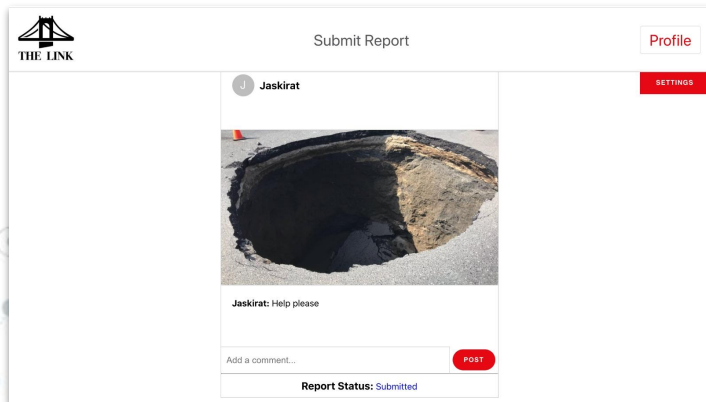 THE LINK
Submit Report
Profile
SETTINGS
J
Jaskirat
Jaskirat: Help please
Add a comment...
POST
Report Status: Submitted